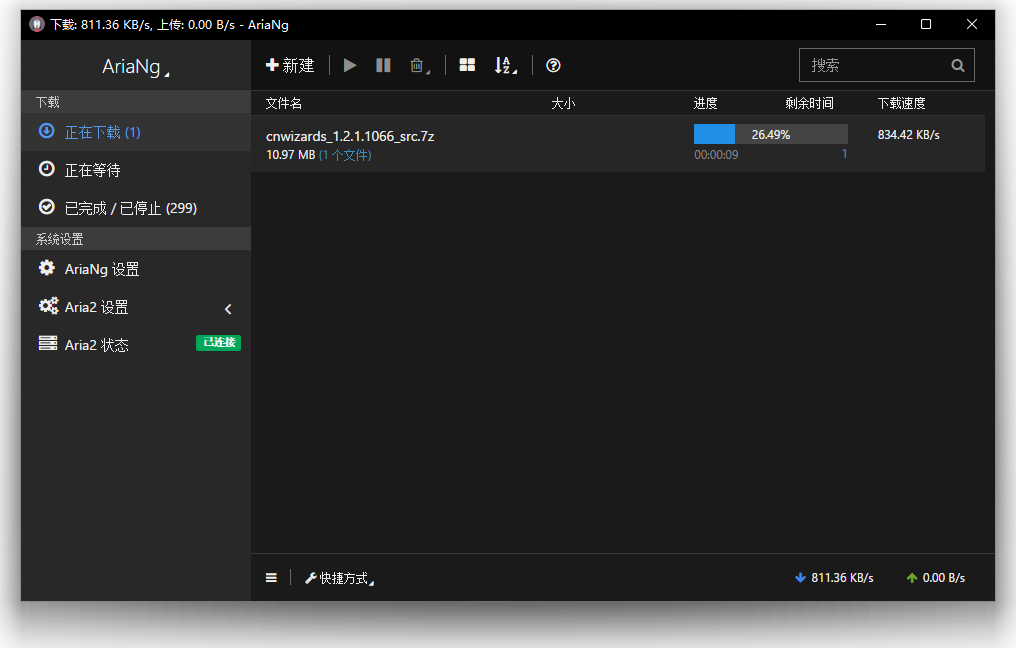 下载: 811.36 KB/s, 上传: 0.00 B/s - AriaNg
AriaNg
新建
搜索
下载
正在下载 (1)
正在等待
已完成 / 已停止 (299)
系统设置
AriaNg 设置
Aria2 设置
Aria2 状态 已连接
文件名 大小 进度 剩余时间 下载速度
cnwizards_1.2.1.1066_src.7z 26.49% 834.42 KB/s
10.97 MB (1 个文件) 00:00:09 1
快捷方式 811.36 KB/s 0.00 B/s